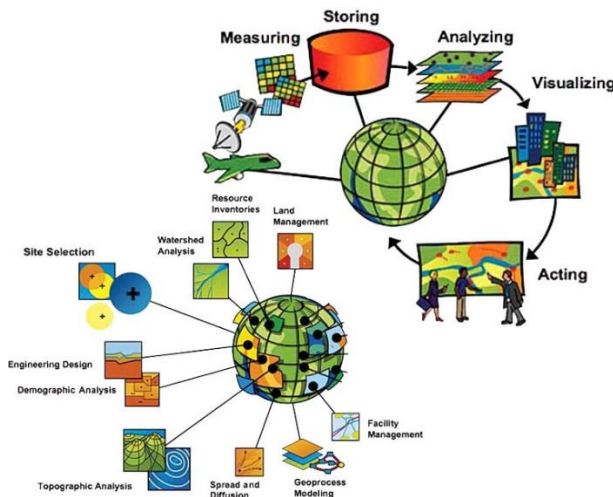 Storing
Measuring
Analyzing
Visualizing
Acting
Resource
Inventories
Land
Management
Watershed
Analysis
Site Selection
Engineering Design
Demographic Analysis
Facility
Management
Topographic Analysis
Spread and
Diffusion
Geoprocess
Modeling